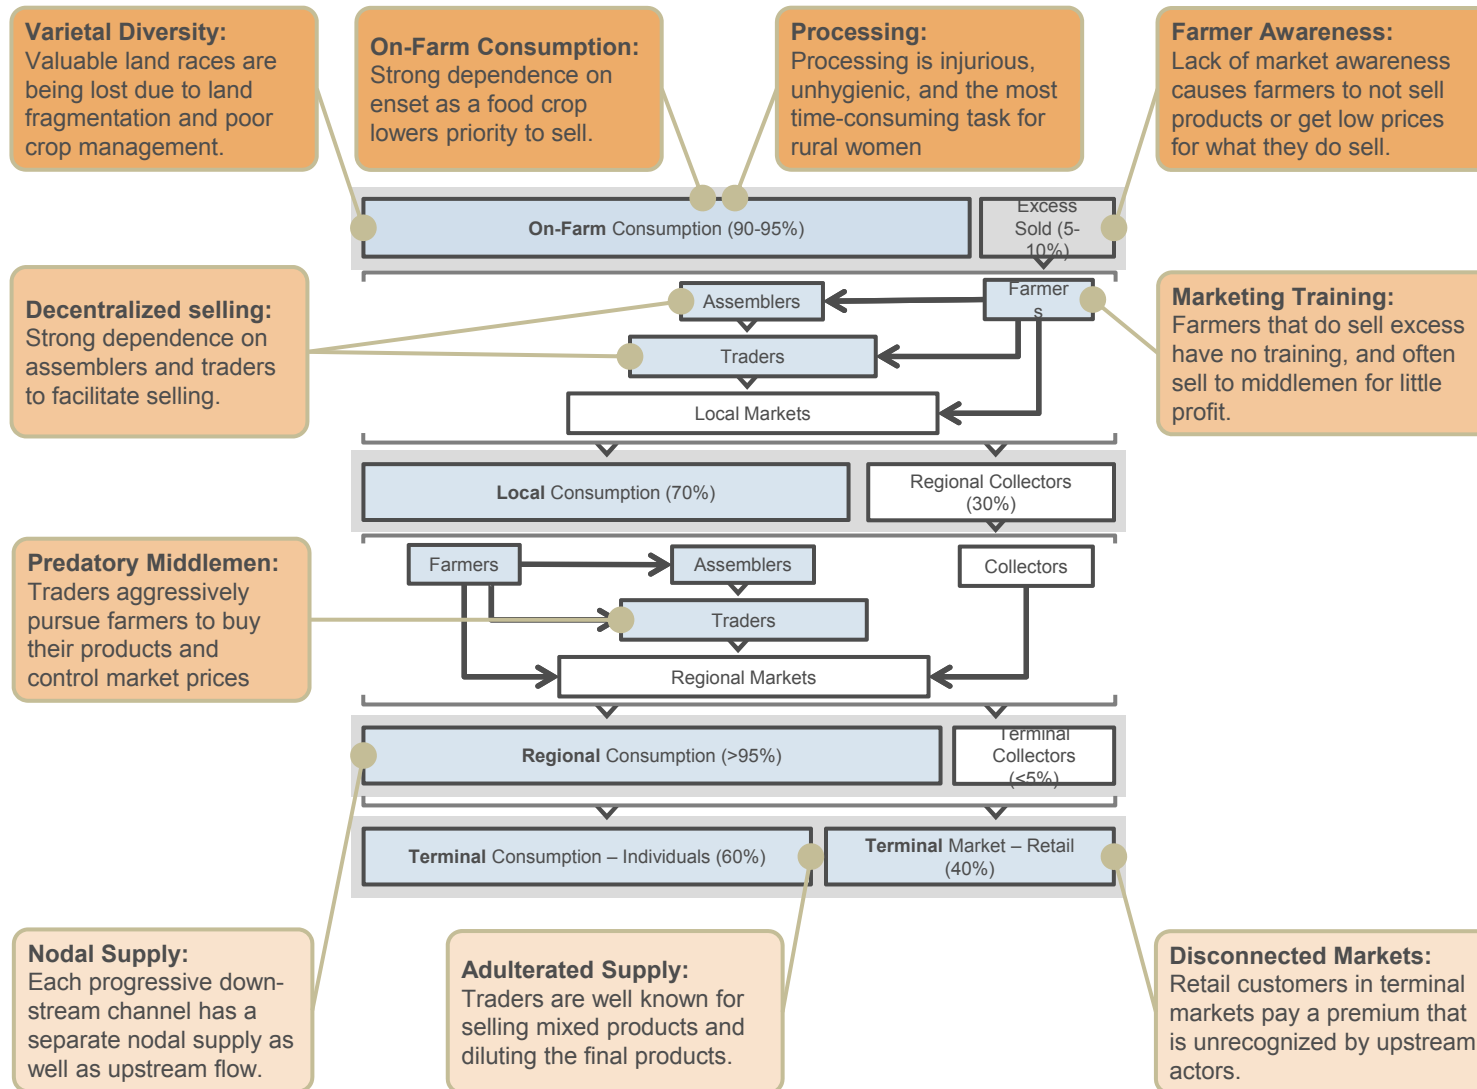 Varietal Diversity:
Valuable land races are
being lost due to land
fragmentation and poor
crop management.
On-Farm Consumption:
Strong dependence on
enset as a food crop
lowers priority to sell.
Processing:
Processing is injurious,
unhygienic, and the most
time-consuming task for
rural women
Farmer Awareness:
Lack of market awareness
causes farmers to not sell
products or get low prices
for what they do sell.
On-Farm Consumption (90-95%)
Excess
Sold (5-
10%)
Decentralized selling:
Strong dependence on
assemblers and traders
to facilitate selling.
Assemblers
Farmer
s
Traders
Local Markets
Marketing Training:
Farmers that do sell excess
have no training, and often
sell to middlemen for little
profit.
Local Consumption (70%)
Regional Collectors
(30%)
Predatory Middlemen:
Traders aggressively
pursue farmers to buy
their products and
control market prices
Farmers
Assemblers
Collectors
Traders
Regional Markets
Regional Consumption (>95%)
Terminal
Collectors
(<5%)
Terminal Consumption – Individuals (60%)
Terminal Market – Retail
(40%)
Nodal Supply:
Each progressive down-
stream channel has a
separate nodal supply as
well as upstream flow.
Adulterated Supply:
Traders are well known for
selling mixed products and
diluting the final products.
Disconnected Markets:
Retail customers in terminal
markets pay a premium that
is unrecognized by upstream
actors.